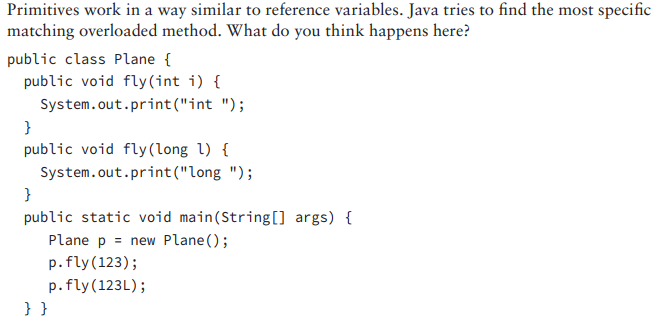 Primitives work in a way similar to reference variables. Java tries to find the most specific
matching overloaded method. What do you think happens here?
public class Plane {
  public void fly(int i) {
    System.out.print("int ");
  }
  public void fly(long l) {
    System.out.print("long ");
  }
  public static void main(String[] args) {
     Plane p = new Plane();
     p.fly(123);
     p.fly(123L);
  } }